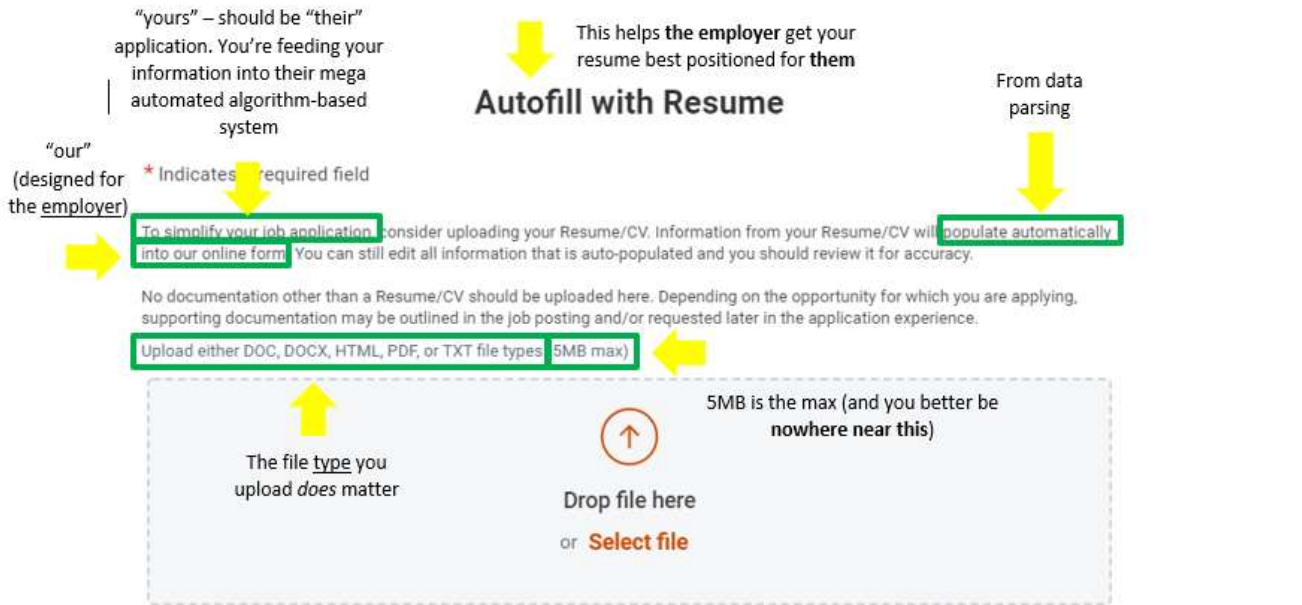 “yours” – should be “their”
application. You’re feeding your
information into their mega
automated algorithm-based
system
This helps the employer get your
resume best positioned for them
From data
parsing
Autofill with Resume
“our”
(designed for
the employer)
* Indicates required field
To simplify your job application, consider uploading your Resume/CV. Information from your Resume/CV will populate automatically
into our online form. You can still edit all information that is auto-populated and you should review it for accuracy.
No documentation other than a Resume/CV should be uploaded here. Depending on the opportunity for which you are applying,
supporting documentation may be outlined in the job posting and/or requested later in the application experience.
Upload either DOC, DOCX, HTML, PDF, or TXT file types 5MB max)
5MB is the max (and you better be
nowhere near this)
The file type you
upload does matter
Drop file here
or Select file